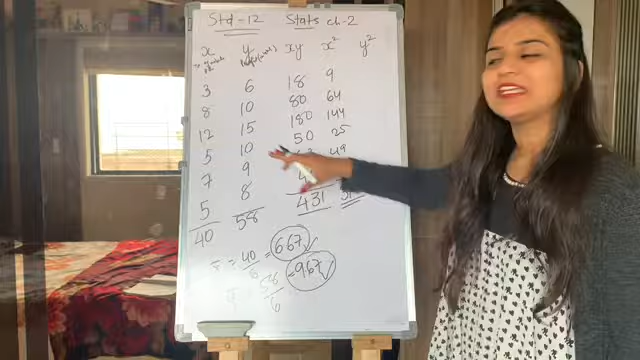 Std - 12 Stats ch-2
x y xy x² y²
3 6 18 9
8 10 80 64
12 15 180 144
5 10 50 25
7 9 49
5 8
40 58 431
= 40/6 = 6.67
58/6 = 9.67